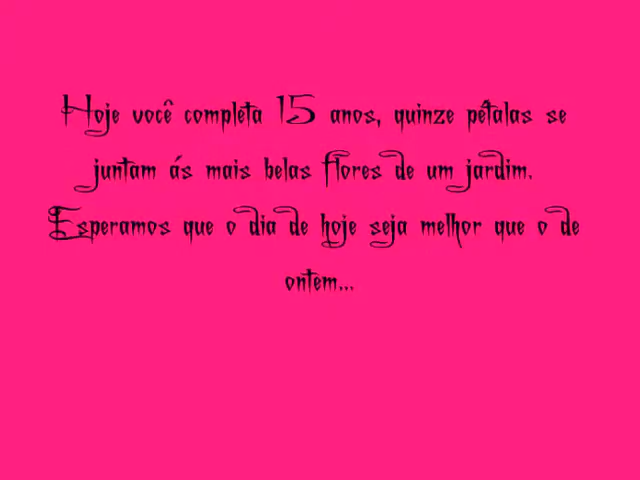 Hoje você completa 15 anos, quinze pétalas se
juntam ás mais belas flores de um jardim.
Esperamos que o dia de hoje seja melhor que o de
ontem...